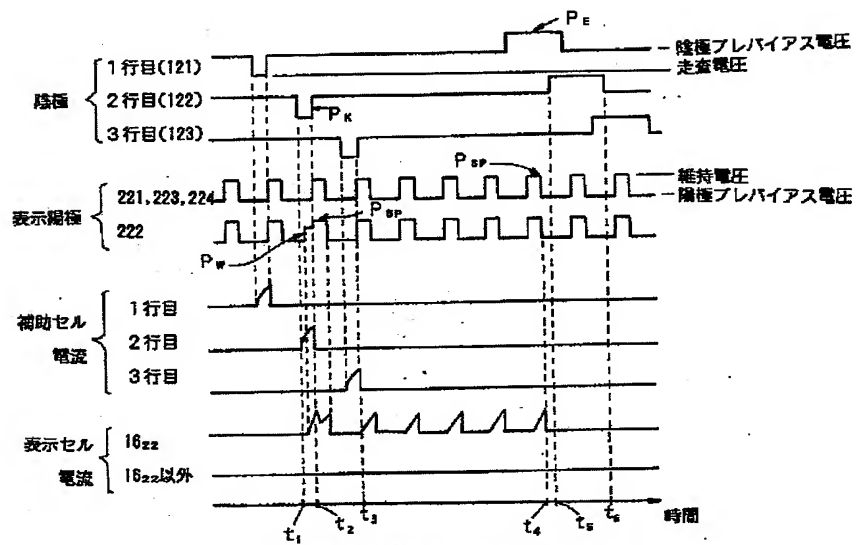 P_E
陰極プレバイアス電圧
1行目(121)
走査電圧
陰極
2行目(122)
P_K
3行目(123)
P_SP
維持電圧
221,223,224
陽極プレバイアス電圧
表示陽極
P_SP
222
P_W
1行目
補助セル
2行目
電流
3行目
表示セル
16₂₂
電流
16₂₂以外
t₁ t₂ t₃ t₄ t₅ t₆ 時間